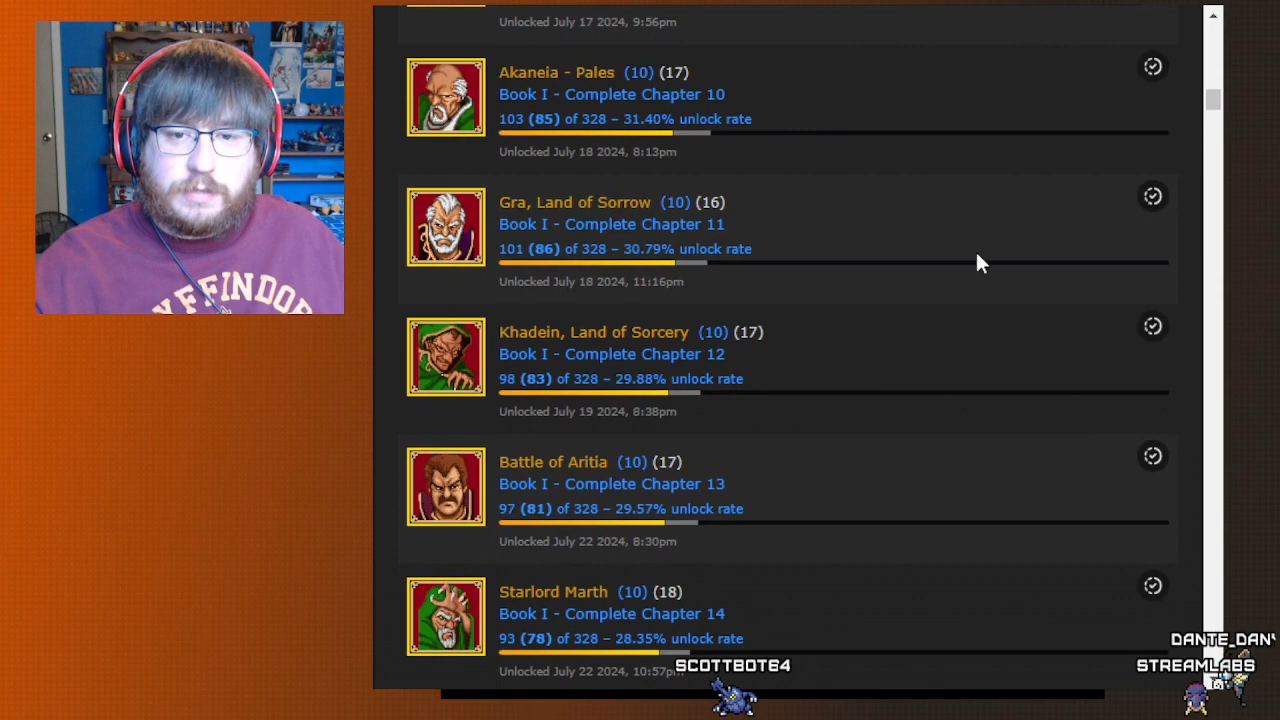 Unlocked July 17 2024, 9:56pm
Akaneia - Pales (10) (17)
Book I - Complete Chapter 10
103 (85) of 328 – 31.40% unlock rate
Unlocked July 18 2024, 8:13pm
Gra, Land of Sorrow (10) (16)
Book I - Complete Chapter 11
101 (86) of 328 – 30.79% unlock rate
Unlocked July 18 2024, 11:16pm
Khadein, Land of Sorcery (10) (17)
Book I - Complete Chapter 12
98 (83) of 328 – 29.88% unlock rate
Unlocked July 19 2024, 8:38pm
Battle of Aritia (10) (17)
Book I - Complete Chapter 13
97 (81) of 328 – 29.57% unlock rate
Unlocked July 22 2024, 8:30pm
Starlord Marth (10) (18)
Book I - Complete Chapter 14
93 (78) of 328 – 28.35% unlock rate
Unlocked July 22 2024, 10:57pm
YFFINDOR
SCOTTBOT64
DANTE_DAN
STREAMLABS